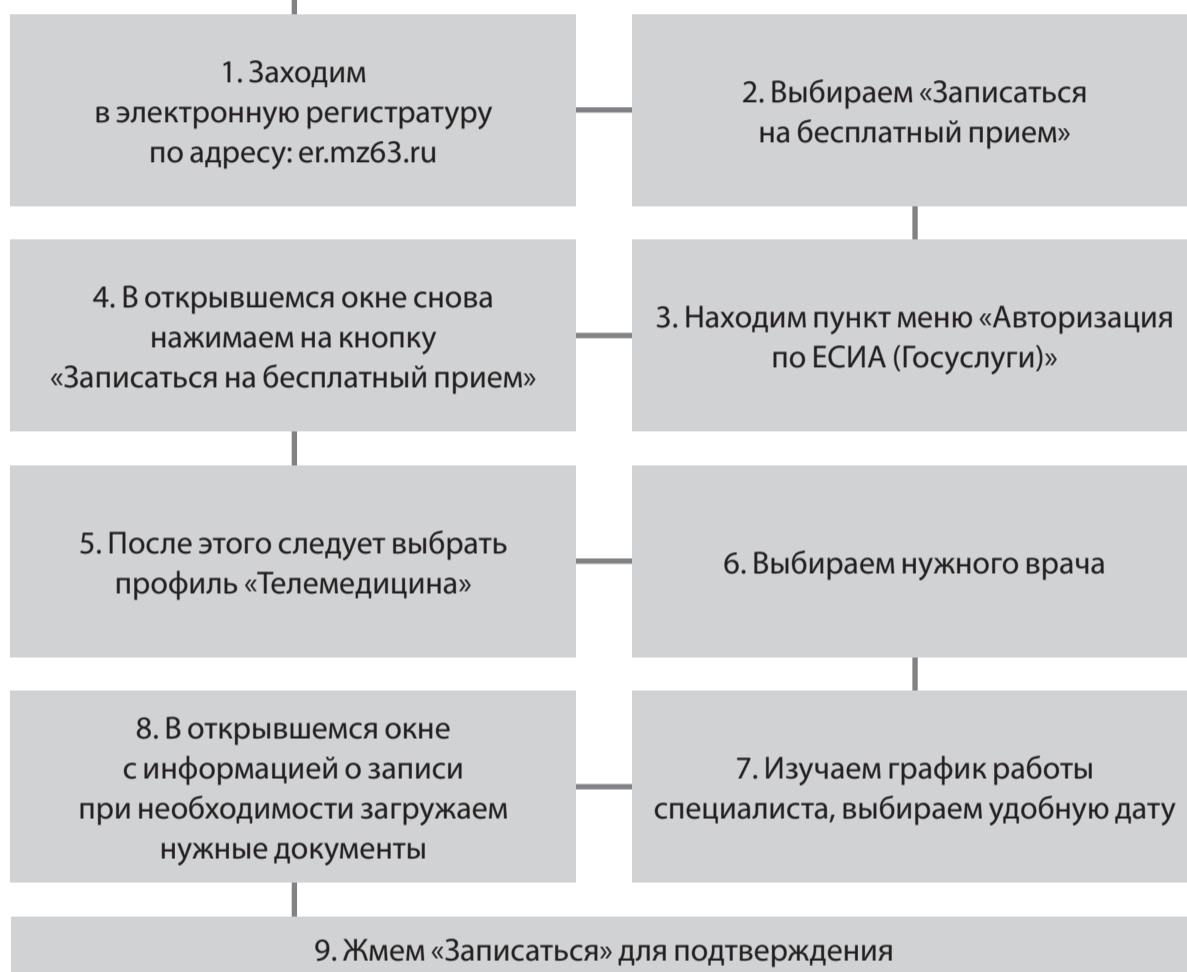 1. Заходим
в электронную регистратуру
по адресу: er.mz63.ru
2. Выбираем «Записаться
на бесплатный прием»
3. Находим пункт меню «Авторизация
по ЕСИА (Госуслуги)»
4. В открывшемся окне снова
нажимаем на кнопку
«Записаться на бесплатный прием»
5. После этого следует выбрать
профиль «Телемедицина»
6. Выбираем нужного врача
7. Изучаем график работы
специалиста, выбираем удобную дату
8. В открывшемся окне
с информацией о записи
при необходимости загружаем
нужные документы
9. Жмем «Записаться» для подтверждения